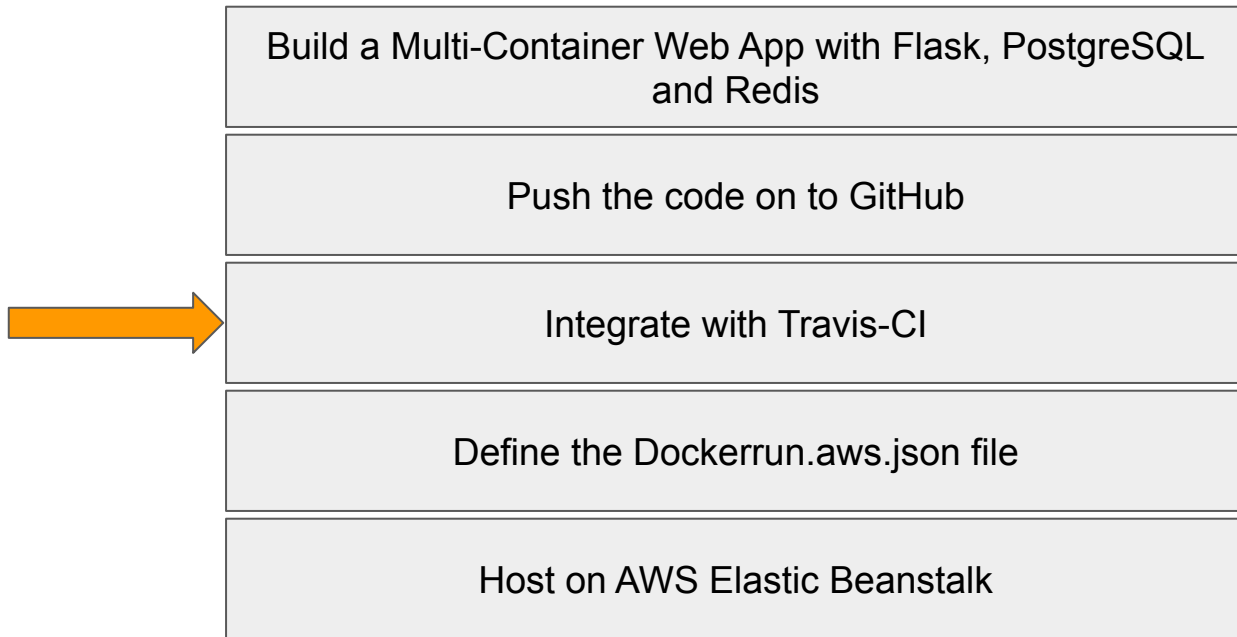 Build a Multi-Container Web App with Flask, PostgreSQL
and Redis
Push the code on to GitHub
Integrate with Travis-CI
Define the Dockerrun.aws.json file
Host on AWS Elastic Beanstalk